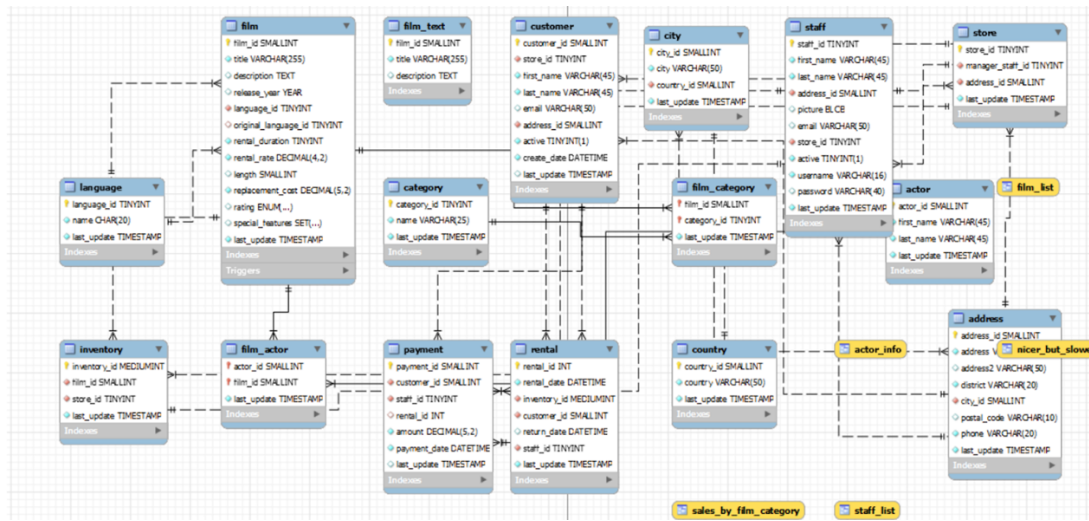 film
film_id SMALLINT
title VARCHAR(255)
description TEXT
release_year YEAR
language_id TINYINT
original_language_id TINYINT
rental_duration TINYINT
rental_rate DECIMAL(4,2)
length SMALLINT
replacement_cost DECIMAL(5,2)
rating ENUM(...)
special_features SET(...)
last_update TIMESTAMP
Indexes
Triggers
film_text
film_id SMALLINT
title VARCHAR(255)
description TEXT
Indexes
customer
customer_id SMALLINT
store_id TINYINT
first_name VARCHAR(45)
last_name VARCHAR(45)
email VARCHAR(50)
address_id SMALLINT
active TINYINT(1)
create_date DATETIME
last_update TIMESTAMP
Indexes
city
city_id SMALLINT
city VARCHAR(50)
country_id SMALLINT
last_update TIMESTAMP
Indexes
staff
staff_id TINYINT
first_name VARCHAR(45)
last_name VARCHAR(45)
address_id SMALLINT
picture
email VARCHAR(50)
store_id TINYINT
active TINYINT(1)
username VARCHAR(16)
password VARCHAR(40)
last_update TIMESTAMP
Indexes
store
store_id TINYINT
manager_staff_id TINYINT
address_id SMALLINT
last_update TIMESTAMP
Indexes
language
language_id TINYINT
name CHAR(20)
last_update TIMESTAMP
Indexes
category
category_id TINYINT
name VARCHAR(25)
last_update TIMESTAMP
Indexes
film_category
film_id SMALLINT
category_id TINYINT
last_update TIMESTAMP
Indexes
actor
actor_id SMALLINT
first_name VARCHAR(45)
last_name VARCHAR(45)
last_update TIMESTAMP
Indexes
film_list
inventory
inventory_id MEDIUMINT
film_id SMALLINT
store_id TINYINT
last_update TIMESTAMP
Indexes
film_actor
actor_id SMALLINT
film_id SMALLINT
last_update TIMESTAMP
Indexes
payment
payment_id SMALLINT
customer_id SMALLINT
staff_id TINYINT
rental_id INT
amount DECIMAL(5,2)
payment_date DATETIME
last_update TIMESTAMP
Indexes
rental
rental_id INT
rental_date DATETIME
inventory_id MEDIUMINT
customer_id SMALLINT
return_date DATETIME
staff_id TINYINT
last_update TIMESTAMP
Indexes
country
country_id SMALLINT
country VARCHAR(50)
last_update TIMESTAMP
Indexes
actor_info
address
address_id SMALLINT
address
address2 VARCHAR(50)
district VARCHAR(20)
city_id SMALLINT
postal_code VARCHAR(10)
phone VARCHAR(20)
last_update TIMESTAMP
Indexes
nicer_but_slowe
sales_by_film_category
staff_list